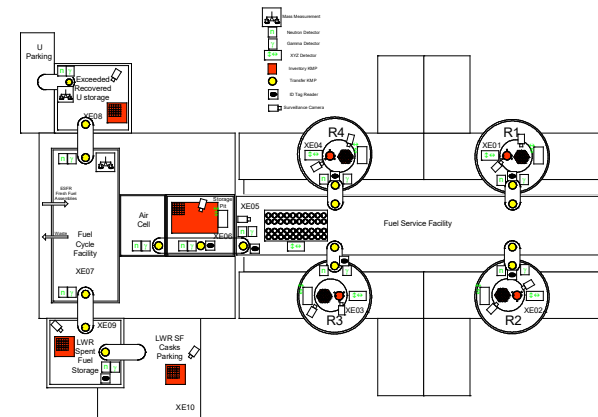 Mass Measurement
n
Neutron Detector
γ
Gamma Detector
XYZ Detector
Inventory KMP
Transfer KMP
ID Tag Reader
Surveillance Camera
U
Parking
n γ
Exceeded
Recovered
U storage
XE08
R4
XE04
n γ
R1
XE01
n γ
n γ
ESFR
Fresh Fuel
Assemblies
Waste
Fuel
Cycle
Facility
XE07
n γ
Air
Cell
n γ
Storage
Pit
XE06
n γ
XE05
n γ
Fuel Service Facility
n γ
R3
XE03
n γ
R2
XE02
XE09
LWR
Spent
Fuel
Storage
n γ
LWR SF
Casks
Parking
XE10